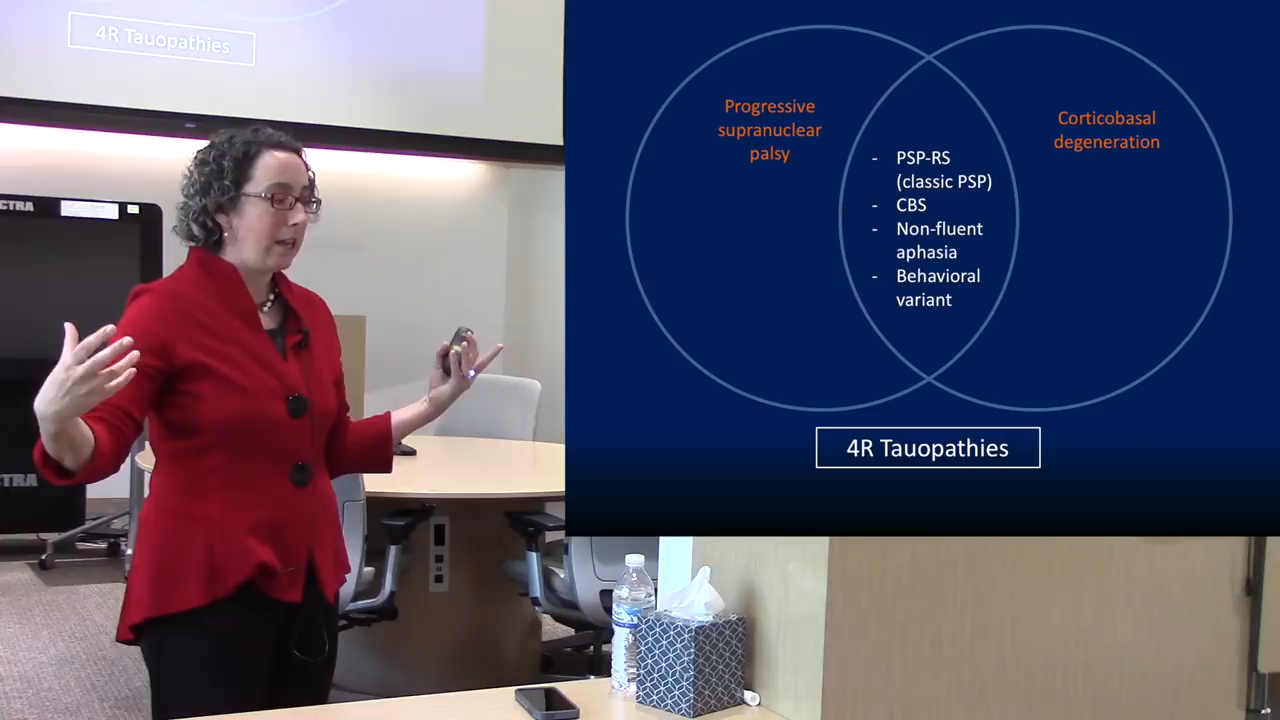 4R Tauopathies
CTRA
TRA
Progressive
supranuclear
palsy
- PSP-RS
(classic PSP)
- CBS
- Non-fluent
aphasia
- Behavioral
variant
Corticobasal
degeneration
4R Tauopathies